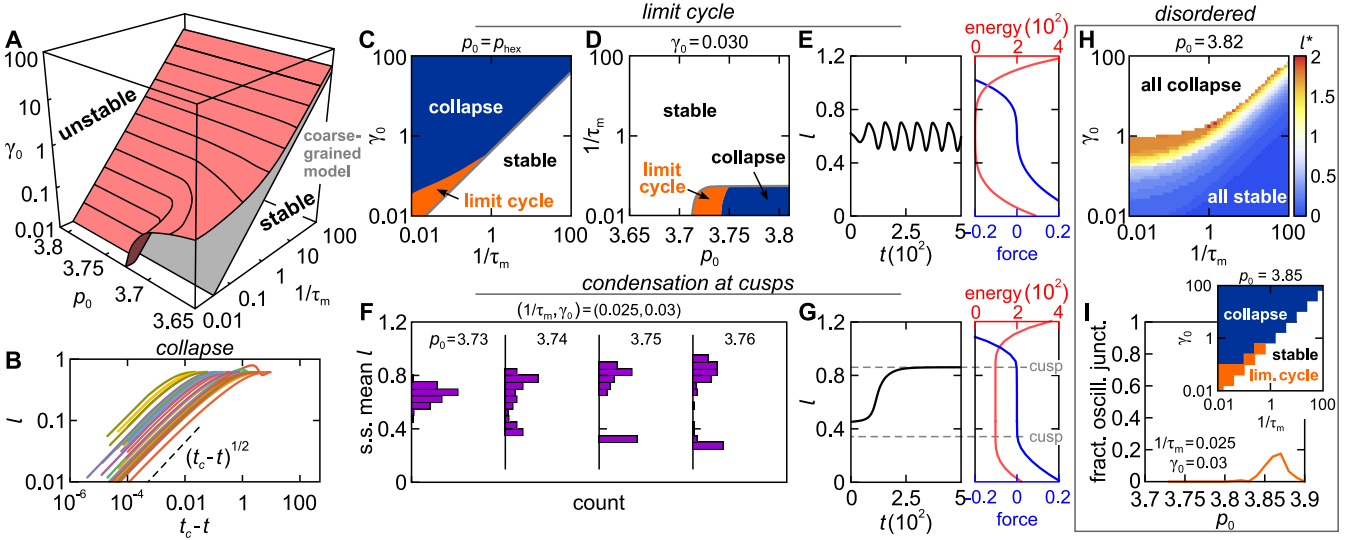 limit cycle
disordered
A
100
10
1
0.1
0.01
γ0
unstable
coarse-
grained
model
stable
3.8
3.75
3.7
3.65
p0
0.01
0.1
1
10
100
1/τm
B
collapse
1
0.1
0.01
l
(tc-t)1/2
10-6
10-4
0.01
1
100
tc-t
C
p0=phex
100
1
0.01
γ0
collapse
stable
limit cycle
0.01
1
100
1/τm
D
γ0=0.030
100
1
0.01
1/τm
stable
limit
cycle
collapse
3.65
3.7
3.75
3.8
p0
E
1.2
0.8
0.4
0
l
0
2.5
5
t(102)
energy(102)
0
2
4
-0.2
0
0.2
force
condensation at cusps
(1/τm,γ0)=(0.025,0.03)
F
1.2
0.8
0.4
0
s.s. mean l
p0=3.73
3.74
3.75
3.76
count
G
1.2
0.8
0.4
0
l
0
2.5
5
t(102)
energy(102)
0
2
4
cusp
cusp
-0.2
0
0.2
force
H
p0=3.82
l*
100
1
0.01
γ0
all collapse
all stable
0.01
1
100
1/τm
2
1.5
1
0.5
0
I
p0=3.85
100
1
0.01
γ0
collapse
stable
lim. cycle
0.01
1
100
1/τm
fract. oscill. junct.
1
0.8
0.6
0.4
0.2
0
1/τm=0.025
γ0=0.03
3.7
3.75
3.8
3.85
3.9
p0